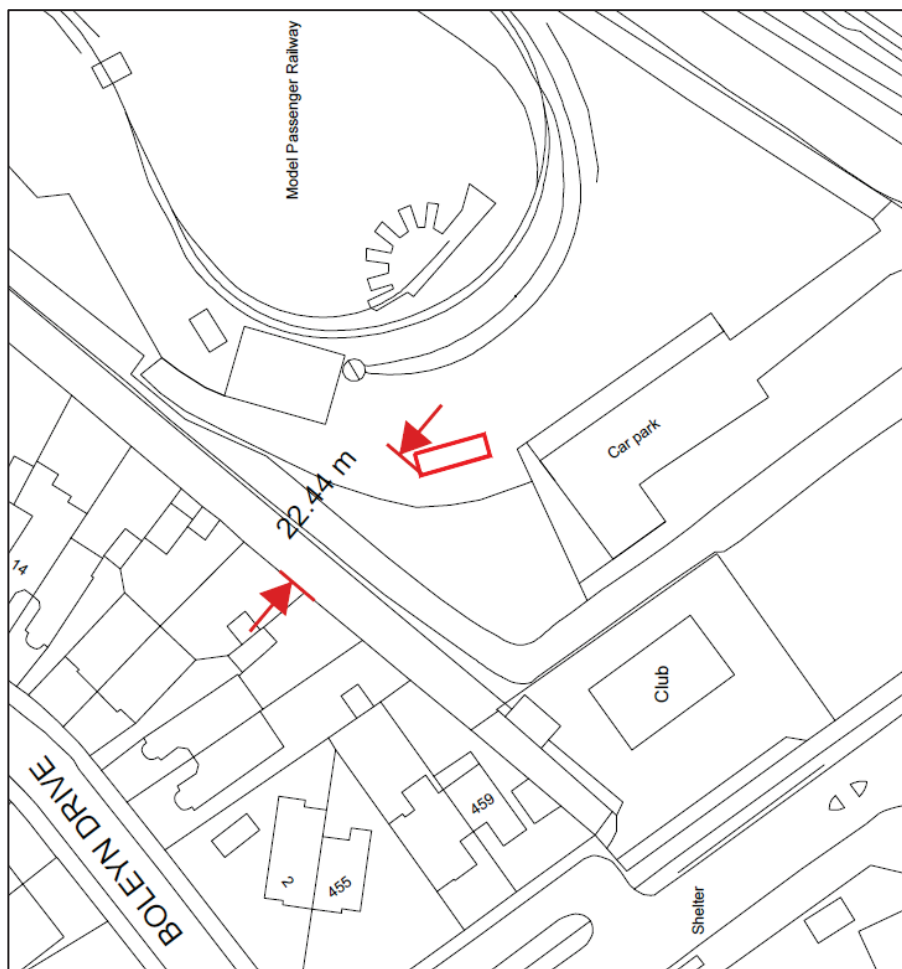 Model Passenger Railway
Car park
22.44 m
14
Club
BOLEYN DRIVE
459
2
455
Shelter